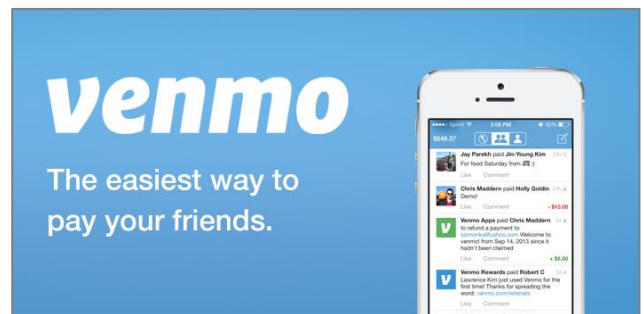 venmo
The easiest way to
pay your friends.
Sprint 2:08 PM 42%
$548.37
Jay Parekh paid Jin-Young Kim
For food Saturday from :)
Like Comment
Chris Maddern paid Holly Goldin
Demo!
Like Comment - $10.00
Venmo Apps paid Chris Maddern
to refund a payment to
Welcome to
venmo! from Sep 14, 2013 since it
hadn't been claimed
Like Comment + $5.00
Venmo Rewards paid Robert C
Lawrence Kim just used Venmo for the
first time! Thanks for spreading the
word: venmo.com/referrals
Like Comment